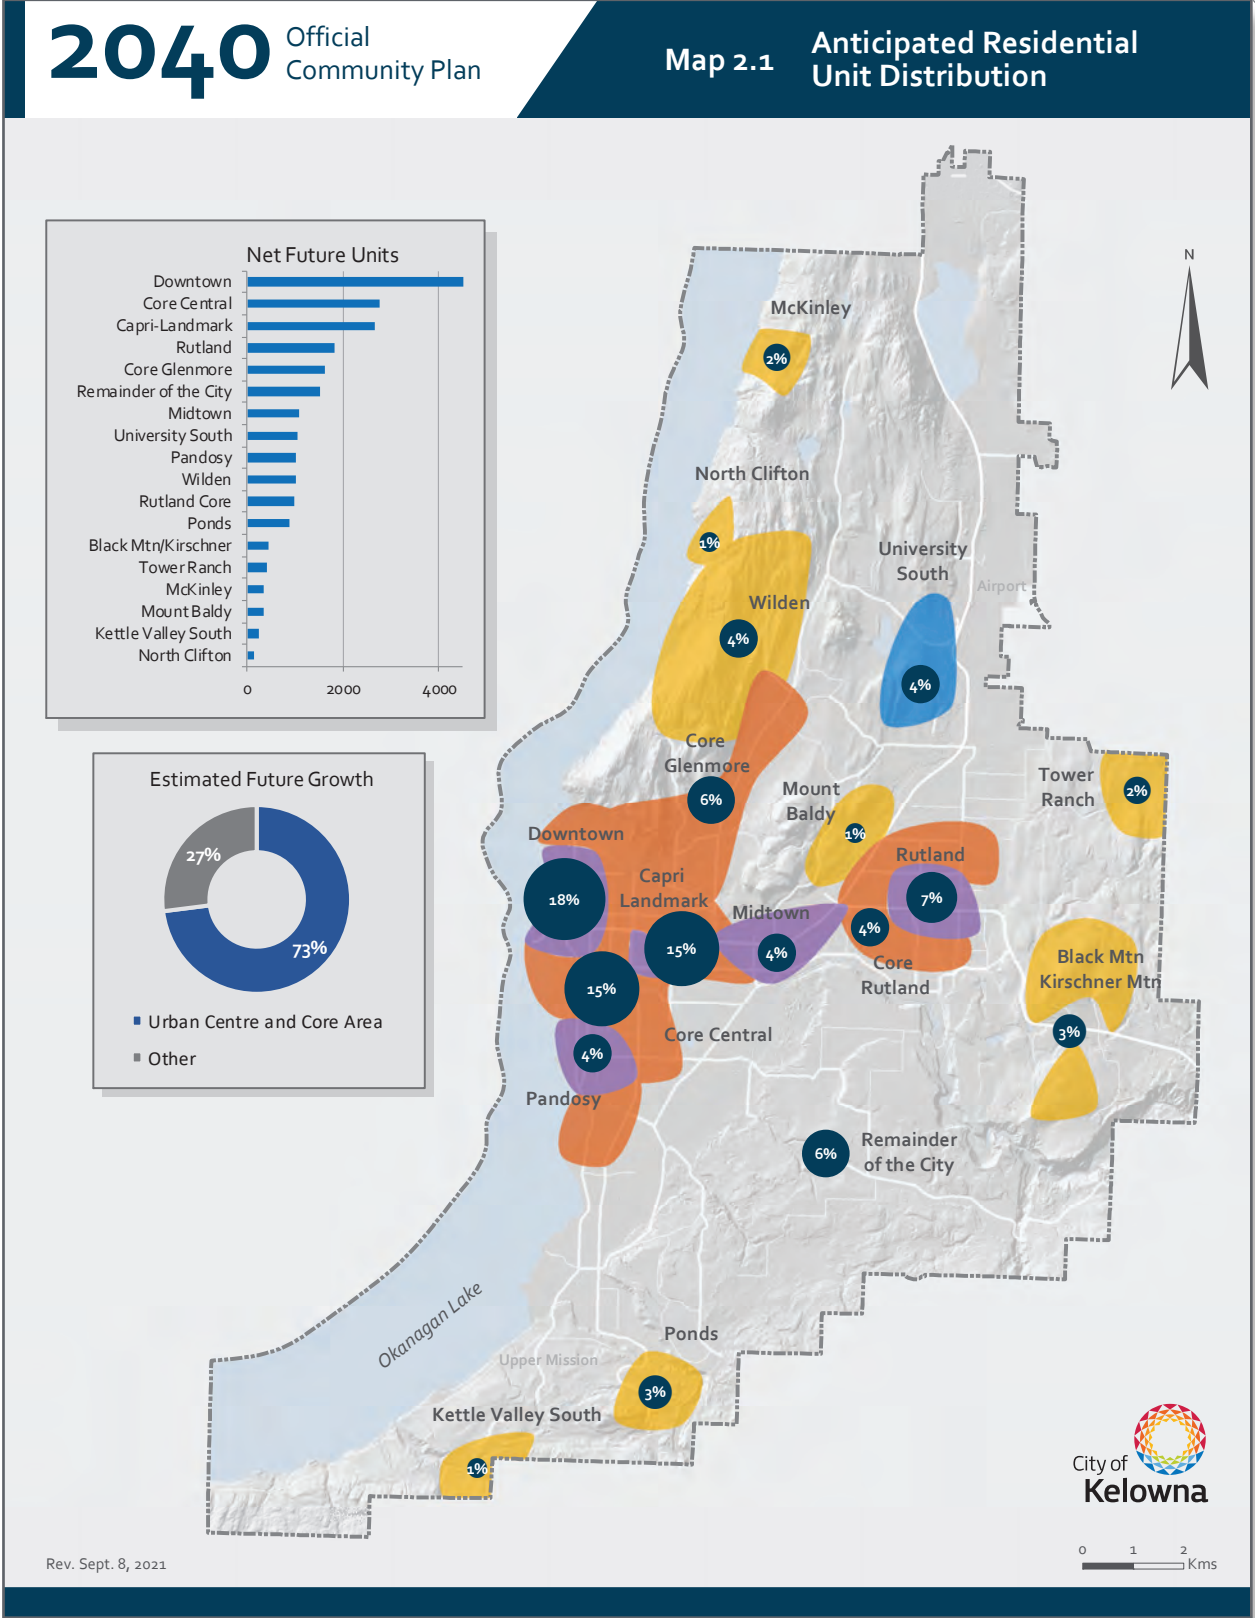 2040
Official
Community Plan
Map 2.1
Anticipated Residential
Unit Distribution
Net Future Units
Downtown
Core Central
Capri-Landmark
Rutland
Core Glenmore
Remainder of the City
Midtown
University South
Pandosy
Wilden
Rutland Core
Ponds
Black Mtn/Kirschner
Tower Ranch
McKinley
Mount Baldy
Kettle Valley South
North Clifton
0 2000 4000
Estimated Future Growth
27%
73%
Urban Centre and Core Area
Other
N
McKinley
2%
North Clifton
1%
University
South
Airport
Wilden
4%
4%
Core
Glenmore
6%
Mount
Baldy
1%
Tower
Ranch
2%
Downtown
18%
Capri
Landmark
15%
Rutland
7%
Midtown
4%
4%
Core
Rutland
Black Mtn
Kirschner Mtn
3%
15%
Core Central
4%
Pandosy
6%
Remainder
of the City
Okanagan Lake
Ponds
Upper Mission
3%
Kettle Valley South
1%
City of
Kelowna
0 1 2
Kms
Rev. Sept. 8, 2021